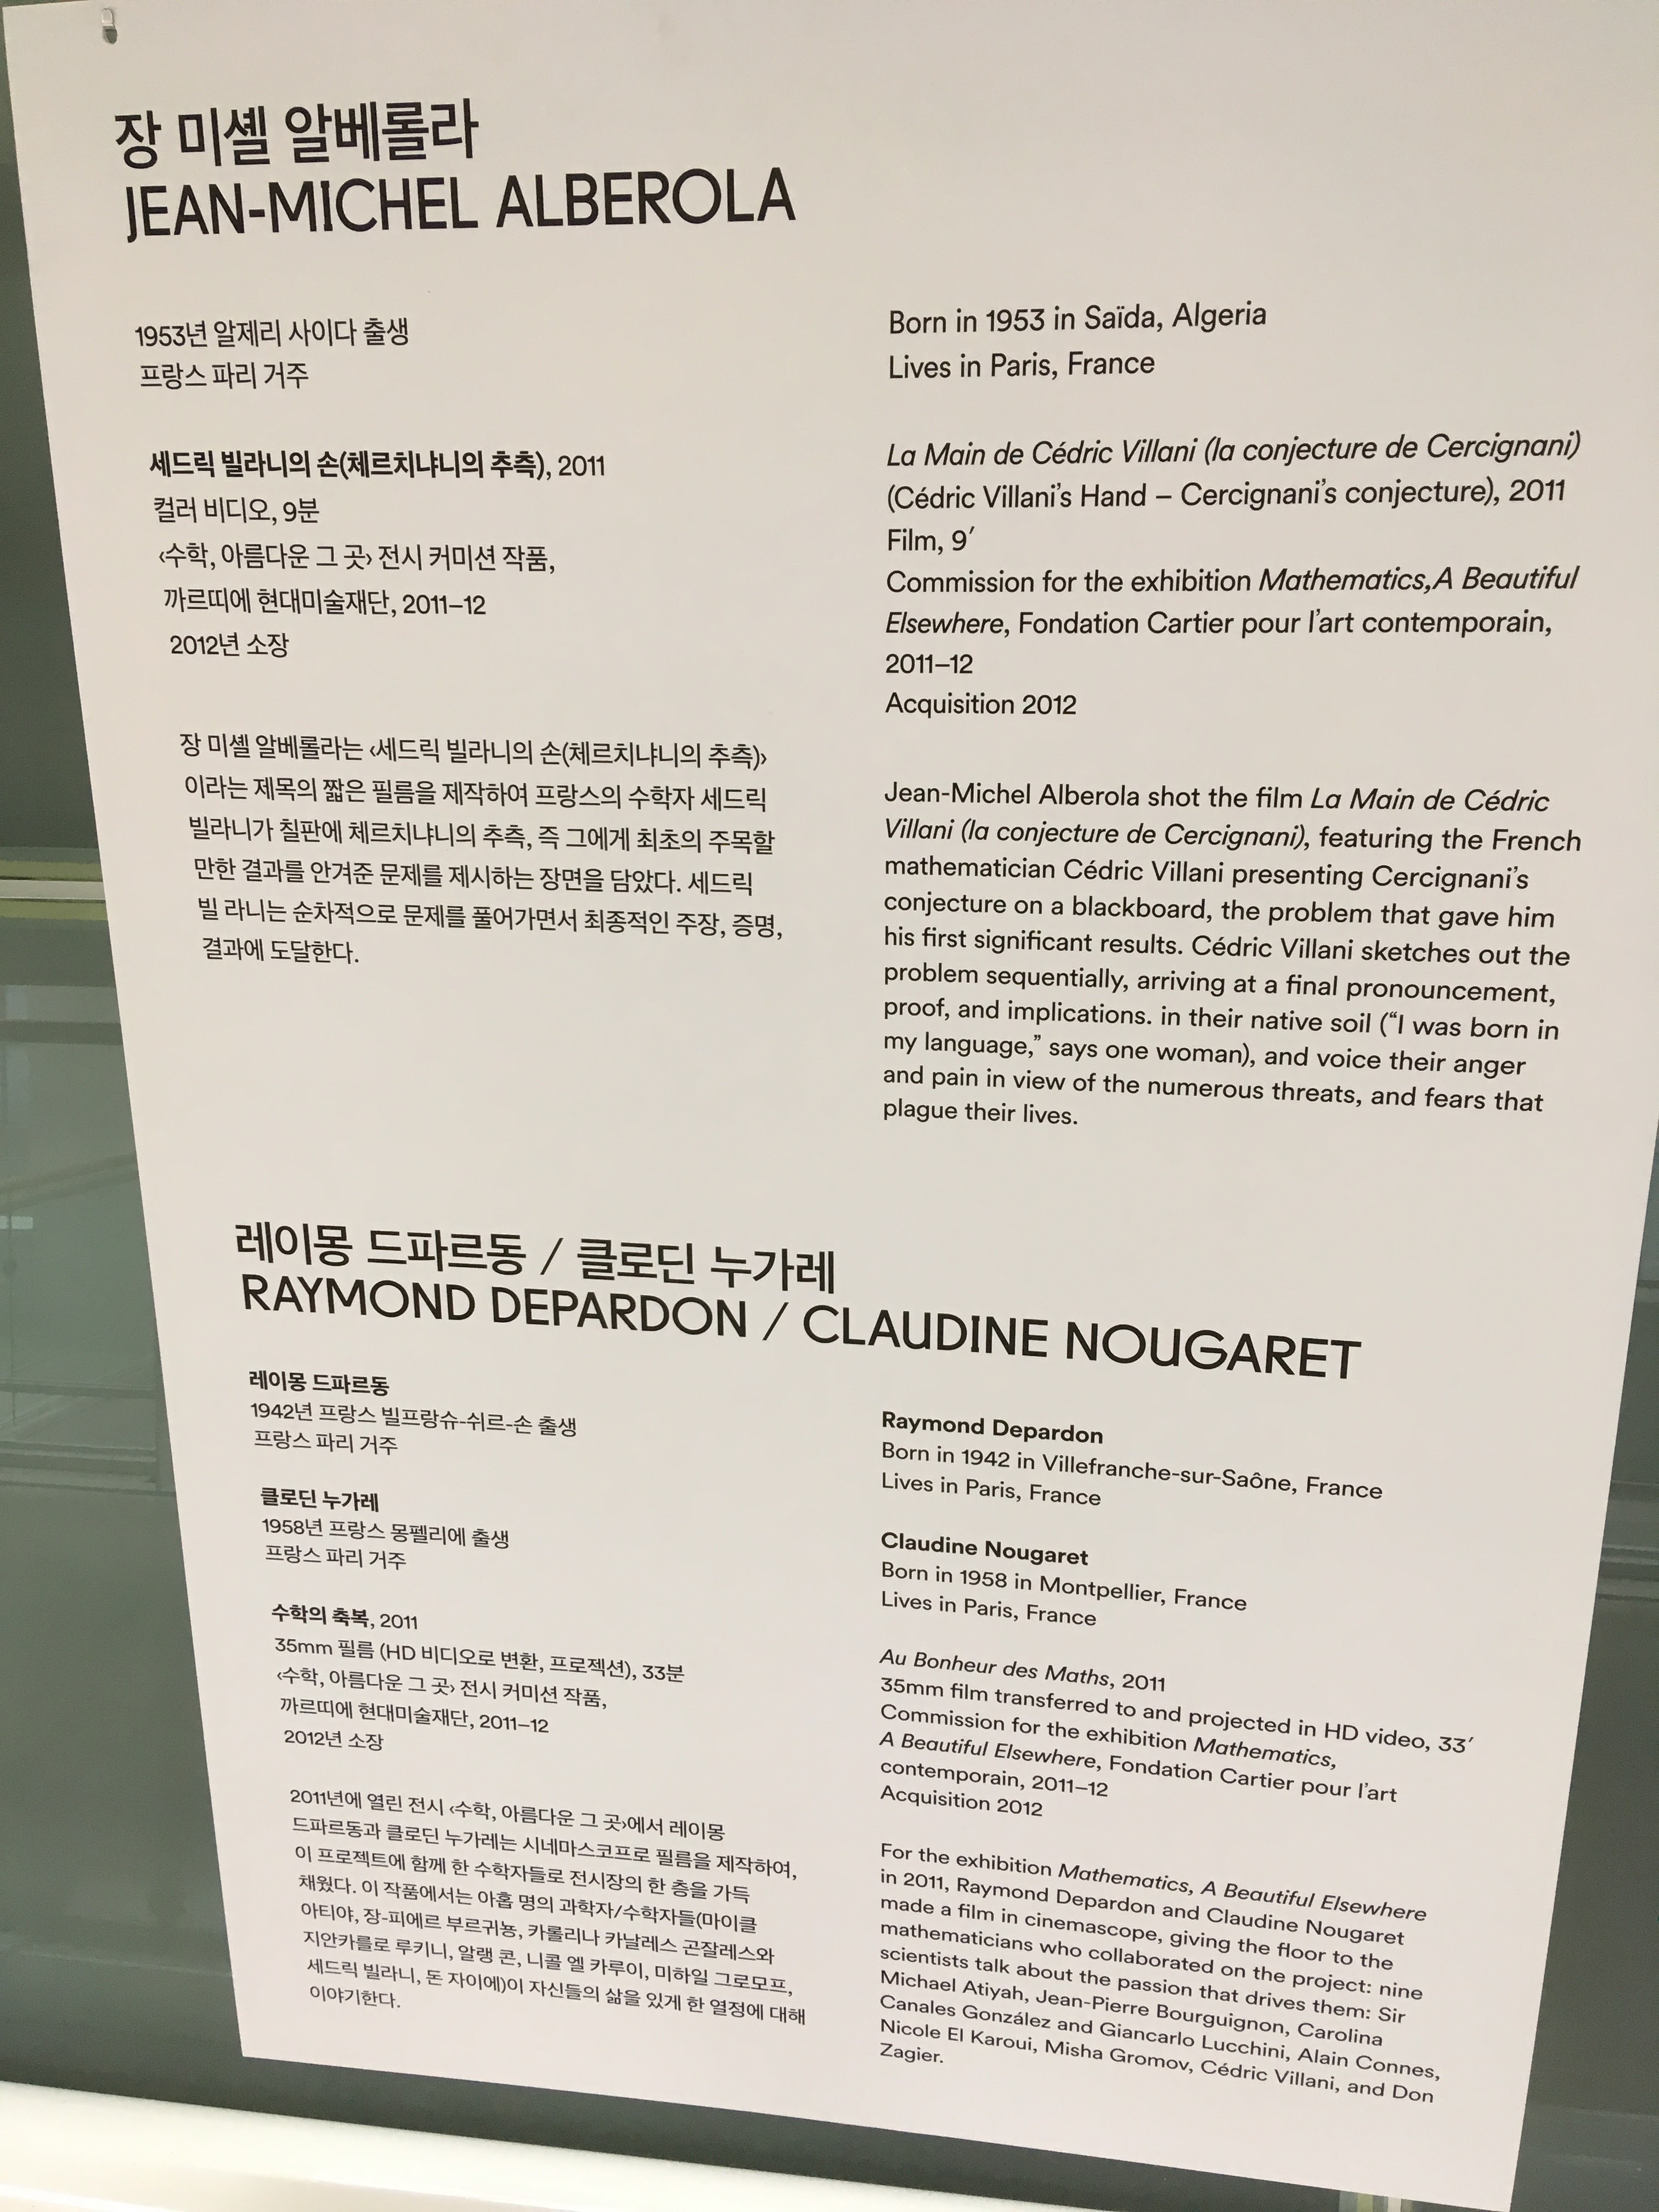 장 미셸 알베롤라
JEAN-MICHEL ALBEROLA
1953년 알제리 사이다 출생
프랑스 파리 거주
세드릭 빌라니의 손(체르치냐니의 추측), 2011
컬러 비디오, 9분
‹수학, 아름다운 그 곳› 전시 커미션 작품,
까르띠에 현대미술재단, 2011–12
2012년 소장
장 미셸 알베롤라는 ‹세드릭 빌라니의 손(체르치냐니의 추측)›
이라는 제목의 짧은 필름을 제작하여 프랑스의 수학자 세드릭
빌라니가 칠판에 체르치냐니의 추측, 즉 그에게 최초의 주목할
만한 결과를 안겨준 문제를 제시하는 장면을 담았다. 세드릭
빌 라니는 순차적으로 문제를 풀어가면서 최종적인 주장, 증명,
결과에 도달한다.
Born in 1953 in Saïda, Algeria
Lives in Paris, France
La Main de Cédric Villani (la conjecture de Cercignani)
(Cédric Villani’s Hand – Cercignani’s conjecture), 2011
Film, 9′
Commission for the exhibition Mathematics,A Beautiful
Elsewhere, Fondation Cartier pour l’art contemporain,
2011–12
Acquisition 2012
Jean-Michel Alberola shot the film La Main de Cédric
Villani (la conjecture de Cercignani), featuring the French
mathematician Cédric Villani presenting Cercignani’s
conjecture on a blackboard, the problem that gave him
his first significant results. Cédric Villani sketches out the
problem sequentially, arriving at a final pronouncement,
proof, and implications. in their native soil (“I was born in
my language,” says one woman), and voice their anger
and pain in view of the numerous threats, and fears that
plague their lives.
레이몽 드파르동 / 클로딘 누가레
RAYMOND DEPARDON / CLAUDINE NOUGARET
레이몽 드파르동
1942년 프랑스 빌프랑슈-쉬르-손 출생
프랑스 파리 거주
클로딘 누가레
1958년 프랑스 몽펠리에 출생
프랑스 파리 거주
수학의 축복, 2011
35mm 필름 (HD 비디오로 변환, 프로젝션), 33분
‹수학, 아름다운 그 곳› 전시 커미션 작품,
까르띠에 현대미술재단, 2011–12
2012년 소장
2011년에 열린 전시 ‹수학, 아름다운 그 곳›에서 레이몽
드파르동과 클로딘 누가레는 시네마스코프로 필름을 제작하여,
이 프로젝트에 함께 한 수학자들로 전시장의 한 층을 가득
채웠다. 이 작품에서는 아홉 명의 과학자/수학자들(마이클
아티야, 장-피에르 부르귀뇽, 카롤리나 카날레스 곤잘레스와
지안카를로 루키니, 알랭 콘, 니콜 엘 카루이, 미하일 그로모프,
세드릭 빌라니, 돈 자이에)이 자신들의 삶을 있게 한 열정에 대해
이야기한다.
Raymond Depardon
Born in 1942 in Villefranche-sur-Saône, France
Lives in Paris, France
Claudine Nougaret
Born in 1958 in Montpellier, France
Lives in Paris, France
Au Bonheur des Maths, 2011
35mm film transferred to and projected in HD video, 33′
Commission for the exhibition Mathematics,
A Beautiful Elsewhere, Fondation Cartier pour l’art
contemporain, 2011–12
Acquisition 2012
For the exhibition Mathematics, A Beautiful Elsewhere
in 2011, Raymond Depardon and Claudine Nougaret
made a film in cinemascope, giving the floor to the
mathematicians who collaborated on the project: nine
scientists talk about the passion that drives them: Sir
Michael Atiyah, Jean-Pierre Bourguignon, Carolina
Canales González and Giancarlo Lucchini, Alain Connes,
Nicole El Karoui, Misha Gromov, Cédric Villani, and Don
Zagier.